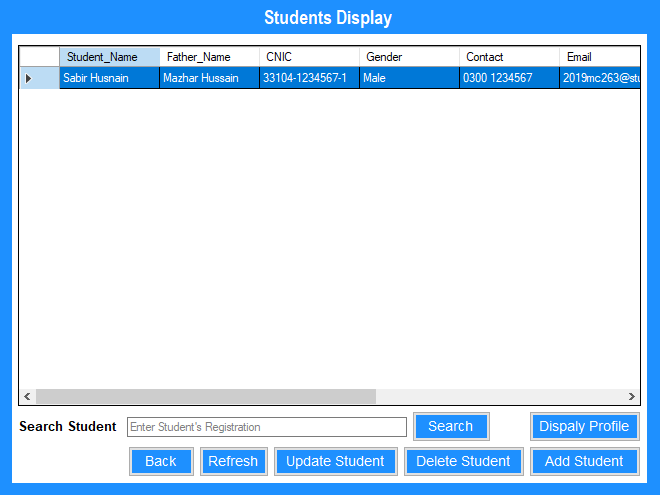 Students Display
Student_Name Father_Name CNIC Gender Contact Email
Sabir Husnain Mazhar Hussain 33104-1234567-1 Male 0300 1234567 2019mc263@stu
Search Student Enter Student's Registration Search Dispaly Profile
Back Refresh Update Student Delete Student Add Student